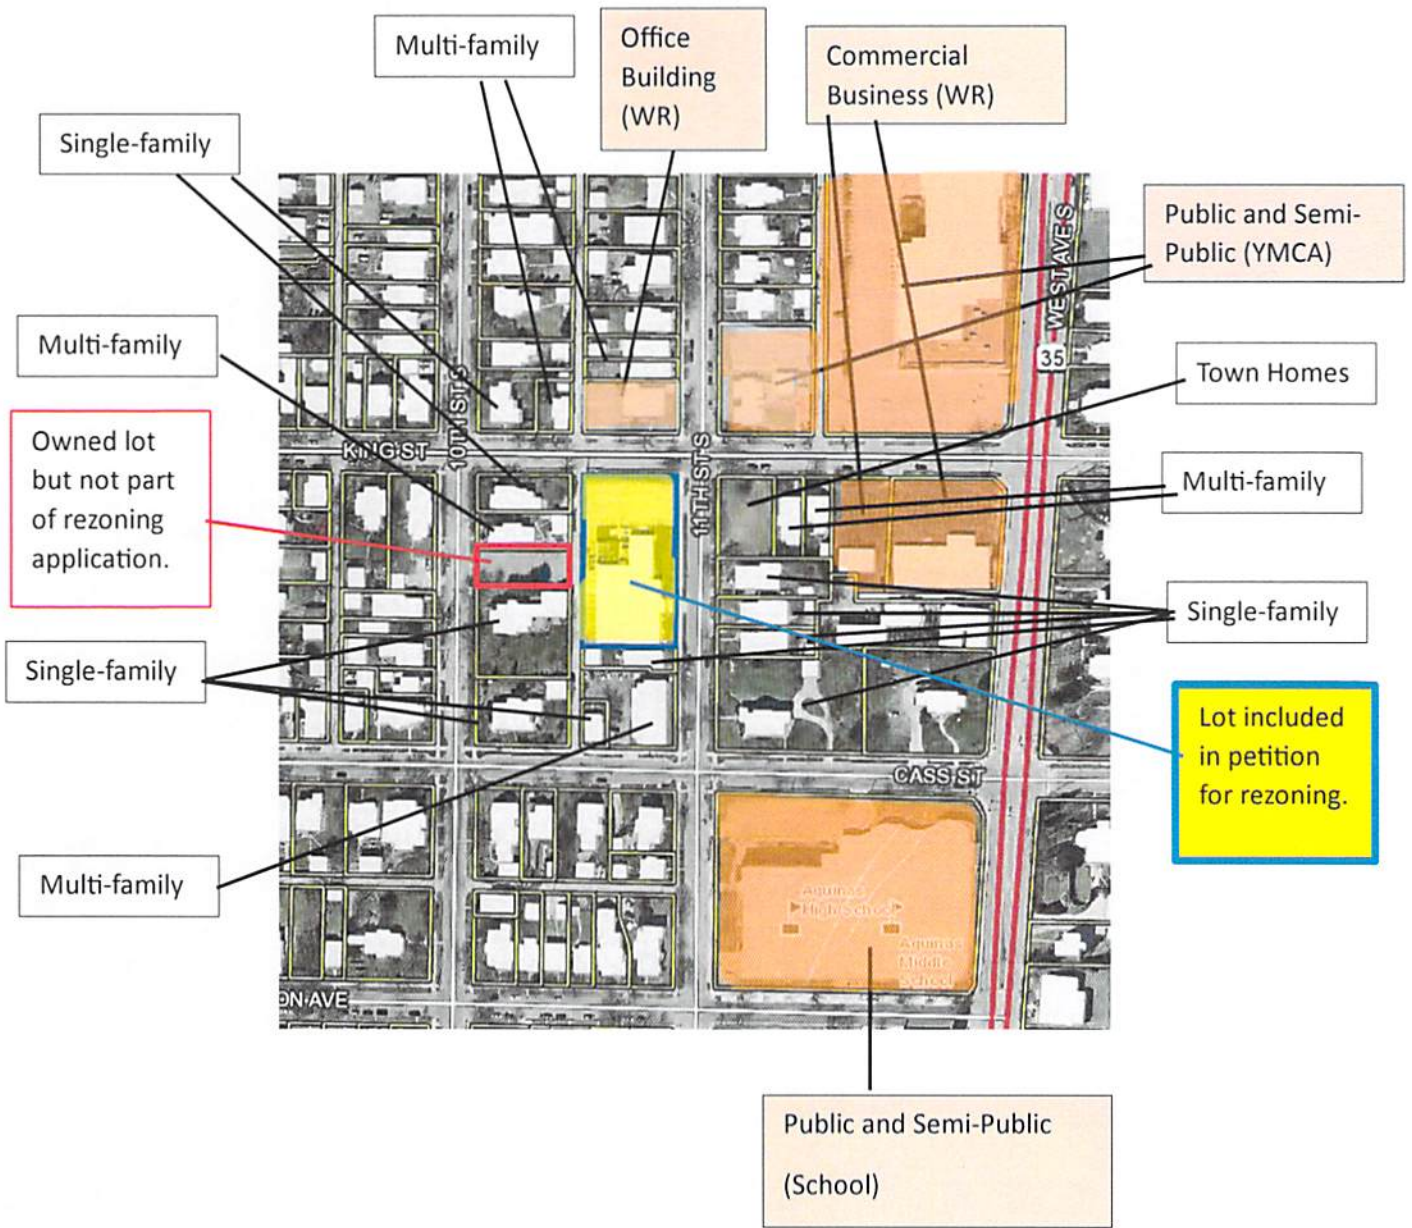 Multi-family
Office
Building
(WR)
Commercial
Business (WR)
Single-family
Public and Semi-
Public (YMCA)
WEST AVE S
35
Multi-family
Town Homes
10TH ST S
KING ST
11TH ST S
Owned lot
but not part
of rezoning
application.
Multi-family
Single-family
Single-family
Lot included
in petition
for rezoning.
CASS ST
Multi-family
Aquinas
High School
Aquinas
Middle
School
ON AVE
Public and Semi-Public
(School)